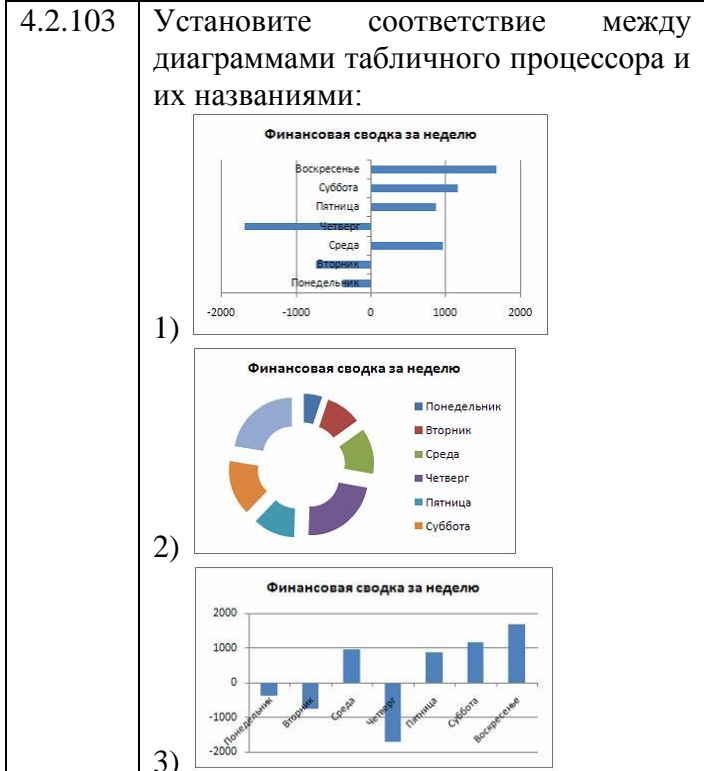 4.2.103
Установите соответствие между
диаграммами табличного процессора и
их названиями:
Финансовая сводка за неделю
Воскресенье
Суббота
Пятница
Четверг
Среда
Вторник
Понедельник
-2000 -1000 0 1000 2000
1)
Финансовая сводка за неделю
Понедельник
Вторник
Среда
Четверг
Пятница
Суббота
2)
Финансовая сводка за неделю
2000
1000
0
-1000
-2000
Понедельник Вторник Среда Четверг Пятница Суббота Воскресенье
3)